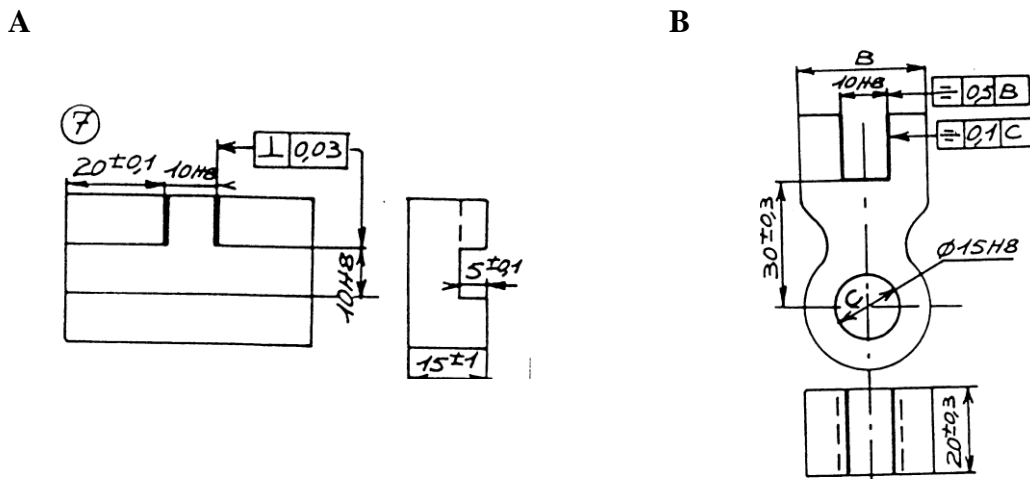 A
B
7
20±0,1
10H8
⊥ 0,03
10H8
5±0,1
15±1
B
10H8
⌯ 0,5 B
⌯ 0,1 C
30±0,3
Ø15H8
C
20±0,3